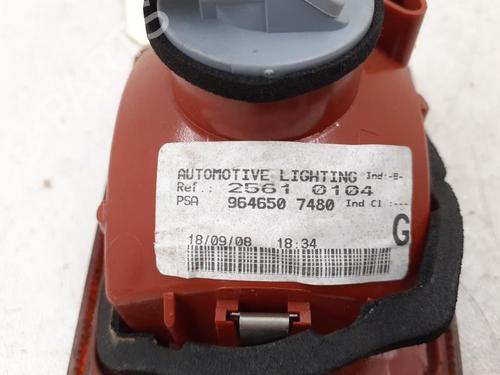 AUTOMOTIVE LIGHTING Ind:-B-
Ref.: 2561 0104
PSA 964650 7480 Ind Cl :---
G
18/09/08 18:34